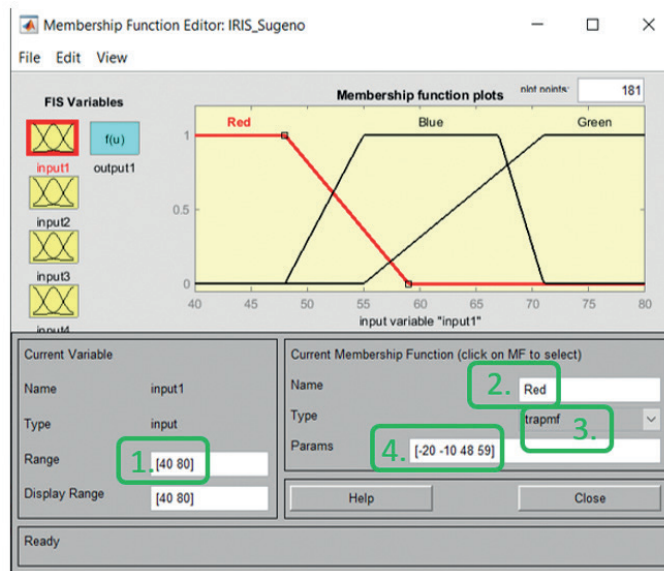 Membership Function Editor: IRIS_Sugeno
File Edit View
FIS Variables
f(u)
input1 output1
input2
input3
input4
Membership function plots plot points: 181
Red Blue Green
1
0.5
0
40 45 50 55 60 65 70 75 80
input variable "input1"
Current Variable
Name input1
Type input
Range 1. [40 80]
Display Range [40 80]
Current Membership Function (click on MF to select)
Name 2. Red
Type trapmf 3.
Params 4. [-20 -10 48 59]
Help Close
Ready